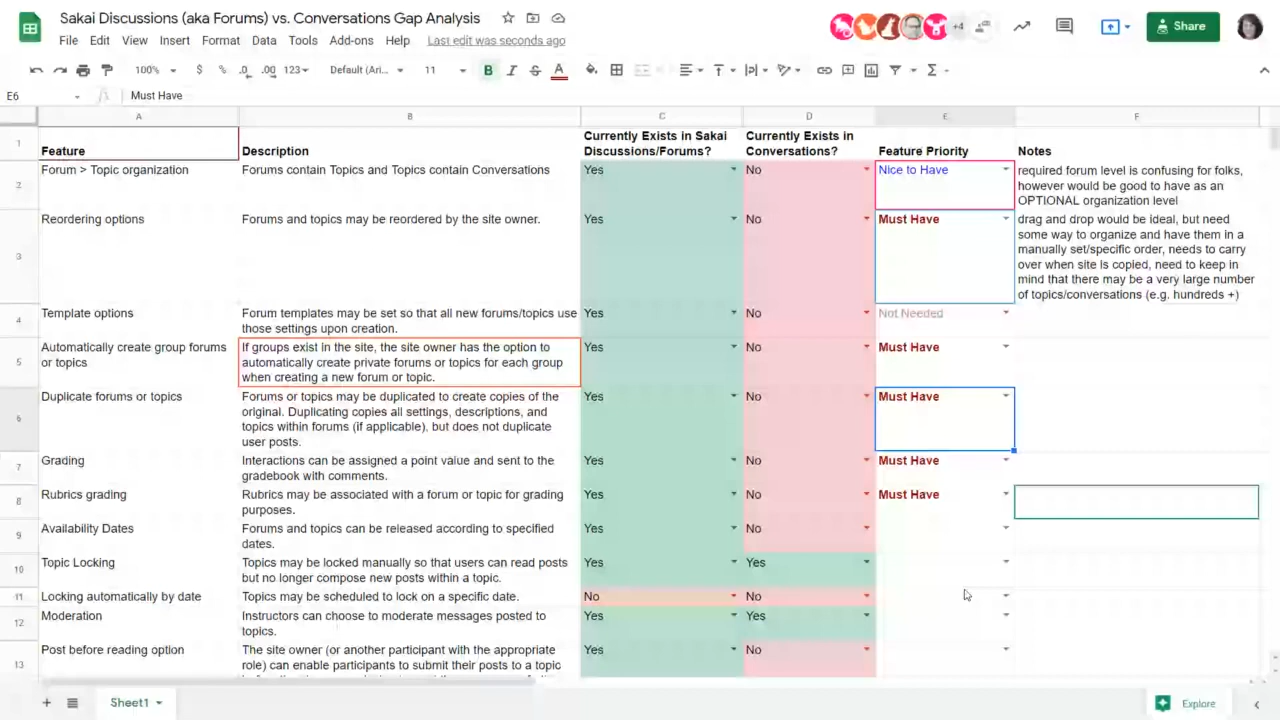 Sakai Discussions (aka Forums) vs. Conversations Gap Analysis
+4
Share
File Edit View Insert Format Data Tools Add-ons Help Last edit was seconds ago
100% $ % .0 .00 123 Default (Ari... 11 B I S A
E6 fx Must Have
A B C D E F
1 Feature Description Currently Exists in Sakai Discussions/Forums? Currently Exists in Conversations? Feature Priority Notes
2 Forum > Topic organization Forums contain Topics and Topics contain Conversations Yes No Nice to Have required forum level is confusing for folks,
however would be good to have as an
OPTIONAL organization level
3 Reordering options Forums and topics may be reordered by the site owner. Yes No Must Have drag and drop would be ideal, but need
some way to organize and have them in a
manually set/specific order, needs to carry
over when site is copied, need to keep in
mind that there may be a very large number
of topics/conversations (e.g. hundreds +)
4 Template options Forum templates may be set so that all new forums/topics use Yes No Not Needed
those settings upon creation.
5 Automatically create group forums If groups exist in the site, the site owner has the option to Yes No Must Have
or topics automatically create private forums or topics for each group
when creating a new forum or topic.
6 Duplicate forums or topics Forums or topics may be duplicated to create copies of the Yes No Must Have
original. Duplicating copies all settings, descriptions, and
topics within forums (if applicable), but does not duplicate
user posts.
7 Grading Interactions can be assigned a point value and sent to the Yes No Must Have
gradebook with comments.
8 Rubrics grading Rubrics may be associated with a forum or topic for grading Yes No Must Have
purposes.
9 Availability Dates Forums and topics can be released according to specified Yes No
dates.
10 Topic Locking Topics may be locked manually so that users can read posts Yes Yes
but no longer compose new posts within a topic.
11 Locking automatically by date Topics may be scheduled to lock on a specific date. No No
12 Moderation Instructors can choose to moderate messages posted to Yes Yes
topics.
13 Post before reading option The site owner (or another participant with the appropriate Yes No
role) can enable participants to submit their posts to a topic
Sheet1 Explore